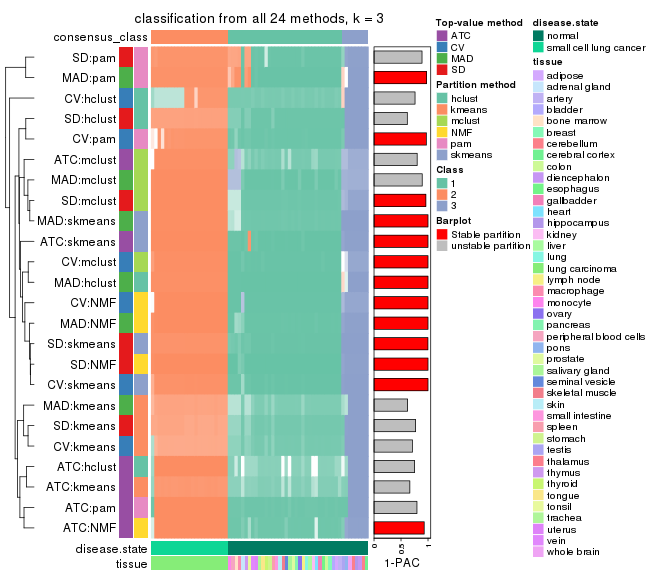 classification from all 24 methods, k = 3
consensus_class
SD:pam
MAD:pam
CV:hclust
SD:hclust
CV:pam
ATC:mclust
MAD:mclust
SD:mclust
MAD:skmeans
ATC:skmeans
CV:mclust
MAD:hclust
CV:NMF
MAD:NMF
SD:skmeans
SD:NMF
CV:skmeans
MAD:kmeans
SD:kmeans
CV:kmeans
ATC:hclust
ATC:kmeans
ATC:pam
ATC:NMF
disease.state
tissue
0
0.5
1
1-PAC
Top-value method
ATC
CV
MAD
SD
Partition method
hclust
kmeans
mclust
NMF
pam
skmeans
Class
1
2
3
Barplot
Stable partition
unstable partition
disease.state
normal
small cell lung cancer
tissue
adipose
adrenal gland
artery
bladder
bone marrow
breast
cerebellum
cerebral cortex
colon
diencephalon
esophagus
gallbladder
heart
hippocampus
kidney
liver
lung
lung carcinoma
lymph node
macrophage
monocyte
ovary
pancreas
peripheral blood cells
pons
prostate
salivary gland
seminal vesicle
skeletal muscle
skin
small intestine
spleen
stomach
testis
thalamus
thymus
thyroid
tongue
tonsil
trachea
uterus
vein
whole brain